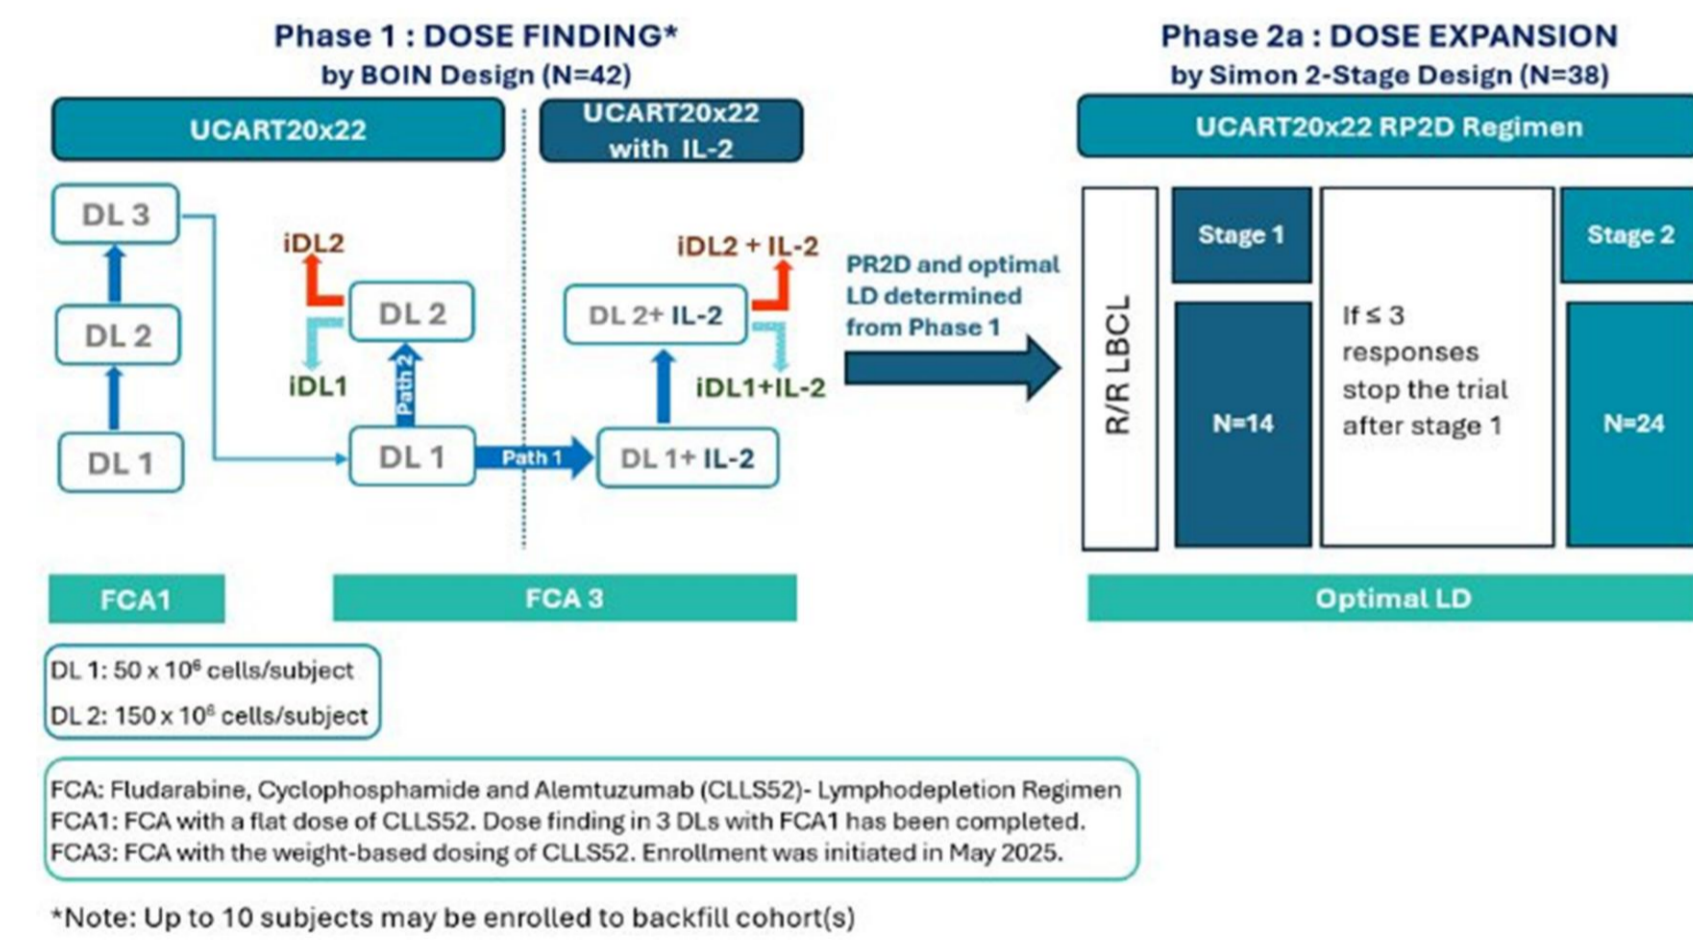 Phase 1 : DOSE FINDING*
by BOIN Design (N=42)
UCART20x22
UCART20x22
with IL-2
DL 3
DL 2
DL 1
iDL2
DL 2
iDL1
Path 2
DL 1
Path 1
iDL2 + IL-2
DL 2+ IL-2
iDL1+IL-2
DL 1+ IL-2
FCA1
FCA 3
PR2D and optimal
LD determined
from Phase 1
Phase 2a : DOSE EXPANSION
by Simon 2-Stage Design (N=38)
UCART20x22 RP2D Regimen
R/R LBCL
Stage 1
N=14
If ≤ 3
responses
stop the trial
after stage 1
Stage 2
N=24
Optimal LD
DL 1: 50 x 10⁶ cells/subject
DL 2: 150 x 10⁶ cells/subject
FCA: Fludarabine, Cyclophosphamide and Alemtuzumab (CLLS52)- Lymphodepletion Regimen
FCA1: FCA with a flat dose of CLLS52. Dose finding in 3 DLs with FCA1 has been completed.
FCA3: FCA with the weight-based dosing of CLLS52. Enrollment was initiated in May 2025.
*Note: Up to 10 subjects may be enrolled to backfill cohort(s)